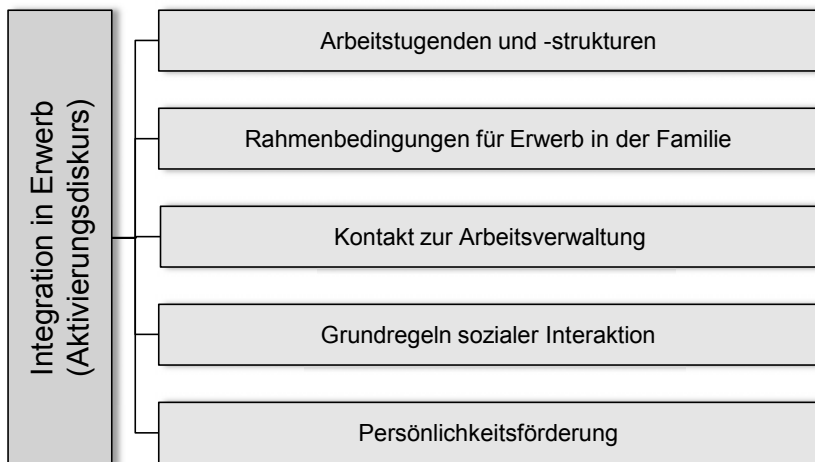 Integration in Erwerb
(Aktivierungsdiskurs)
Arbeitstugenden und -strukturen
Rahmenbedingungen für Erwerb in der Familie
Kontakt zur Arbeitsverwaltung
Grundregeln sozialer Interaktion
Persönlichkeitsförderung